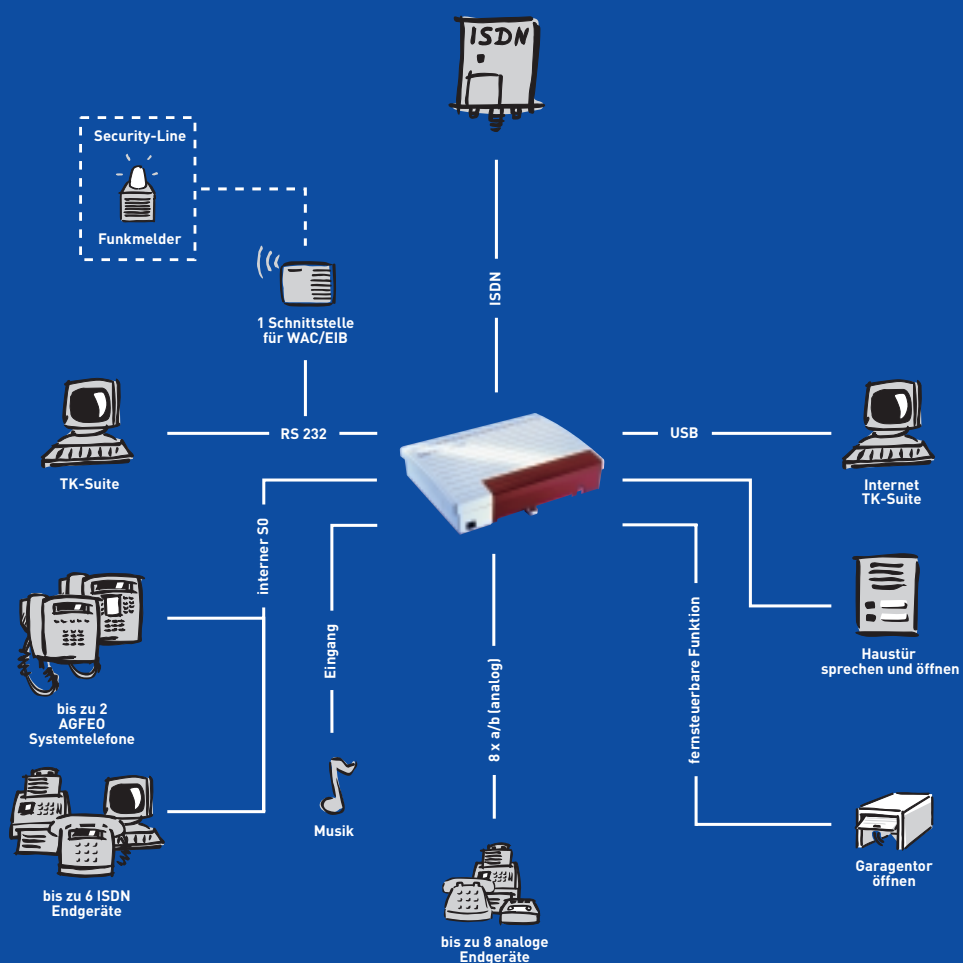 ISDN
Security-Line
Funkmelder
1 Schnittstelle
für WAC/EIB
ISDN
RS 232
USB
TK-Suite
Internet
TK-Suite
interner S0
Eingang
8 x a/b (analog)
fernsteuerbare Funktion
Haustür
sprechen und öffnen
bis zu 2
AGFEO
Systemtelefone
Musik
Garagentor
öffnen
bis zu 6 ISDN
Endgeräte
bis zu 8 analoge
Endgeräte